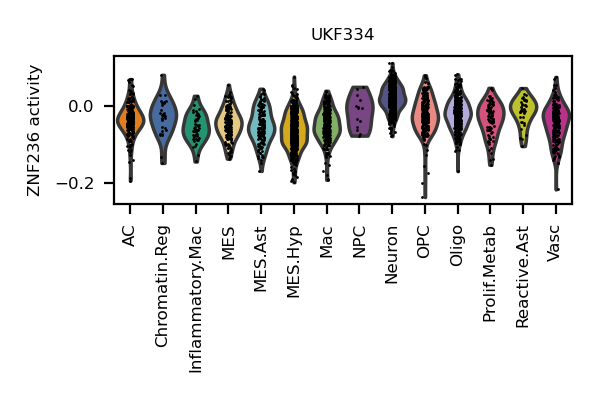 UKF334
ZNF236 activity
0.0
−0.2
AC
Chromatin.Reg
Inflammatory.Mac
MES
MES.Ast
MES.Hyp
Mac
NPC
Neuron
OPC
Oligo
Prolif.Metab
Reactive.Ast
Vasc